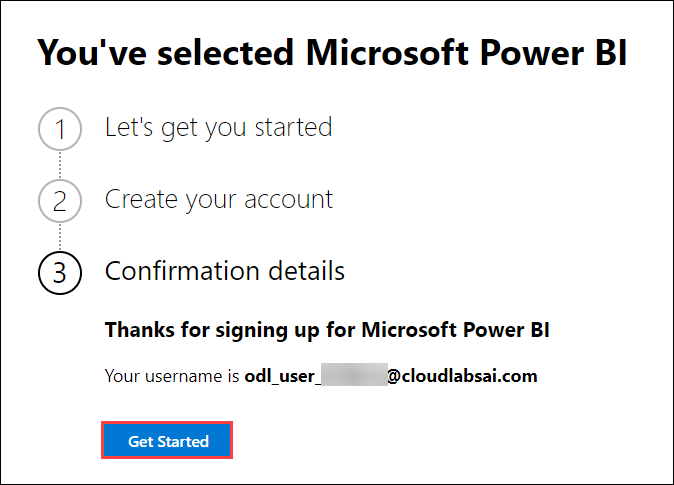 You've selected Microsoft Power BI
1 Let's get you started
2 Create your account
3 Confirmation details
Thanks for signing up for Microsoft Power BI
Your username is odl_user_ @cloudlabsai.com
Get Started